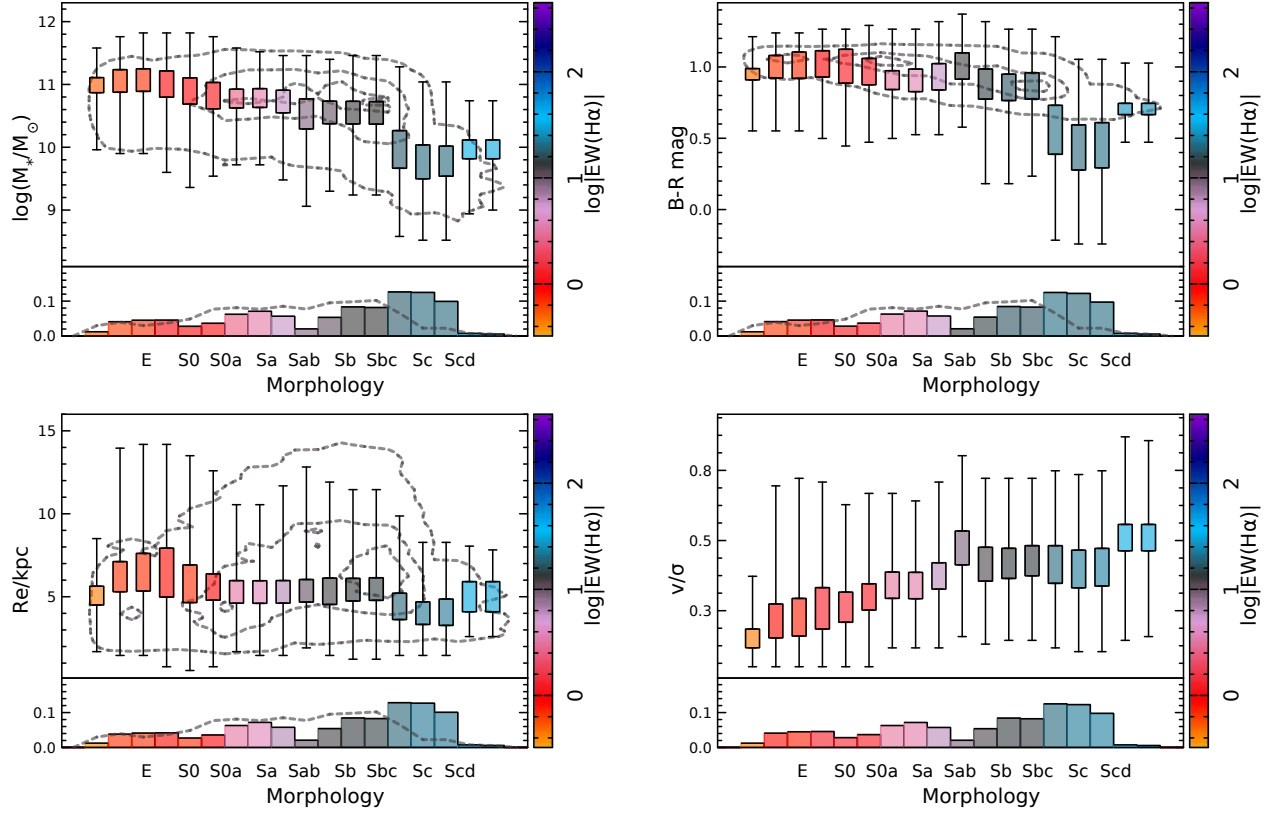 12
11
10
9
log(M*/M⊙)
0.1
0.0
E S0 S0a Sa Sab Sb Sbc Sc Scd
Morphology
2
1
0
log|EW(Hα)|
1.0
0.5
0.0
B-R mag
0.1
0.0
E S0 S0a Sa Sab Sb Sbc Sc Scd
Morphology
2
1
0
log|EW(Hα)|
15
10
5
Re/kpc
0.1
0.0
E S0 S0a Sa Sab Sb Sbc Sc Scd
Morphology
2
1
0
log|EW(Hα)|
0.8
0.5
0.3
v/σ
0.1
0.0
E S0 S0a Sa Sab Sb Sbc Sc Scd
Morphology
2
1
0
log|EW(Hα)|